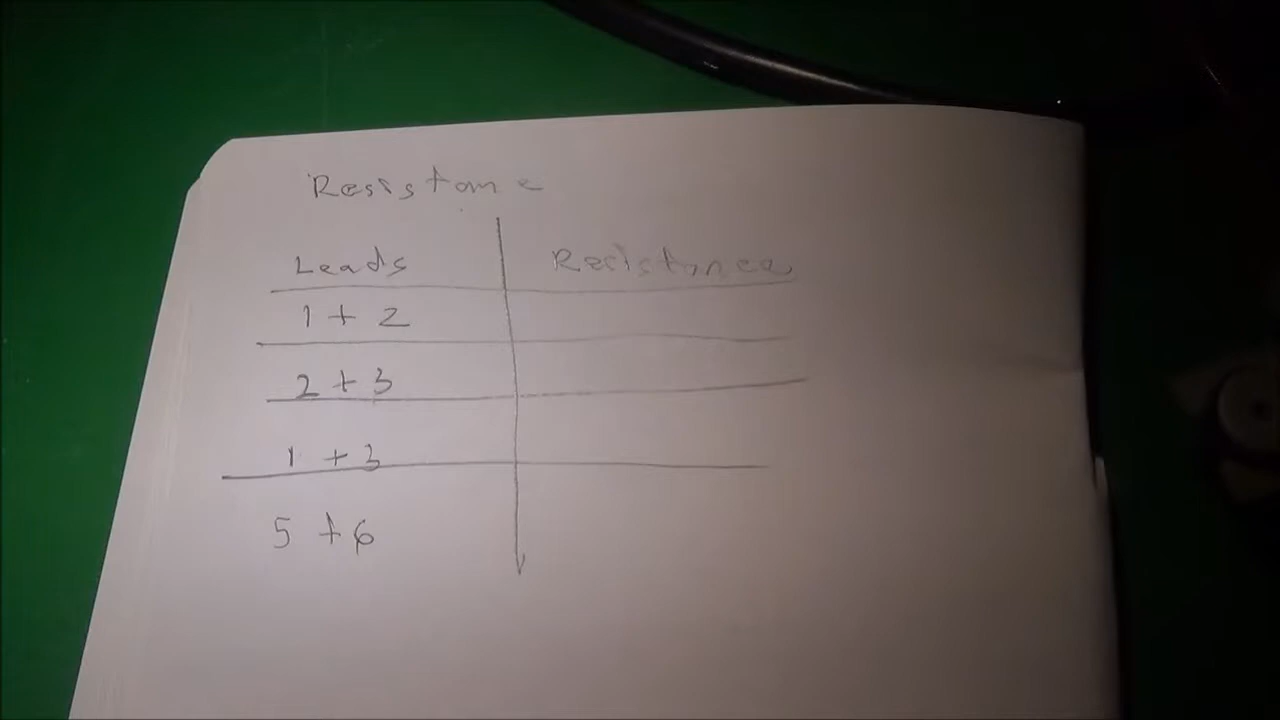 Resistance
Leads Resistance
1 + 2
2 + 3
1 + 3
5 + 6